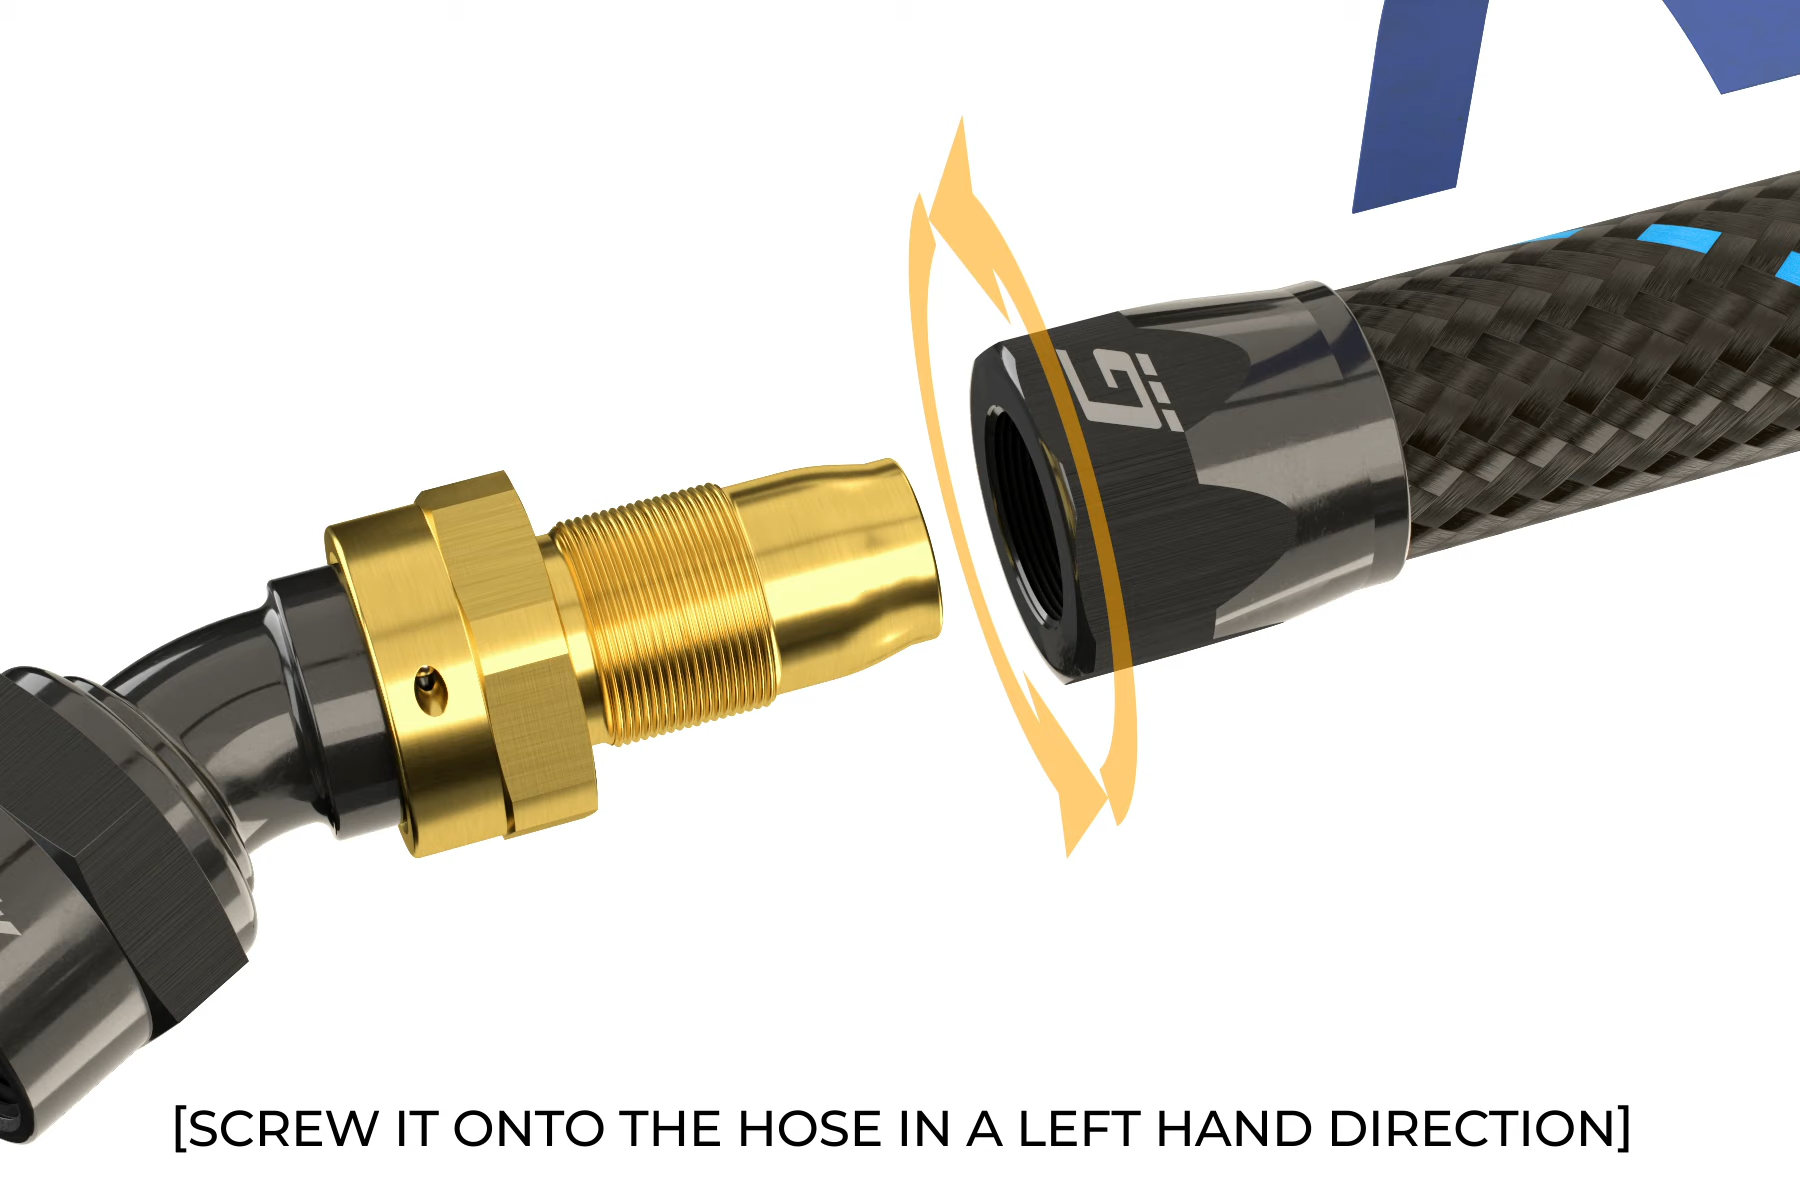 [SCREW IT ONTO THE HOSE IN A LEFT HAND DIRECTION]